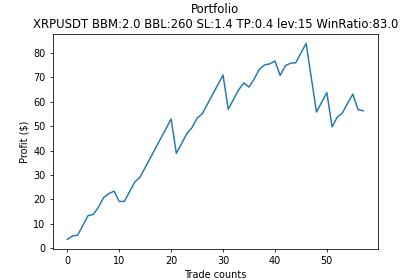 Portfolio
XRPUSDT BBM:2.0 BBL:260 SL:1.4 TP:0.4 lev:15 WinRatio:83.0
80
70
60
50
40
30
20
10
0
Profit ($)
0 10 20 30 40 50
Trade counts